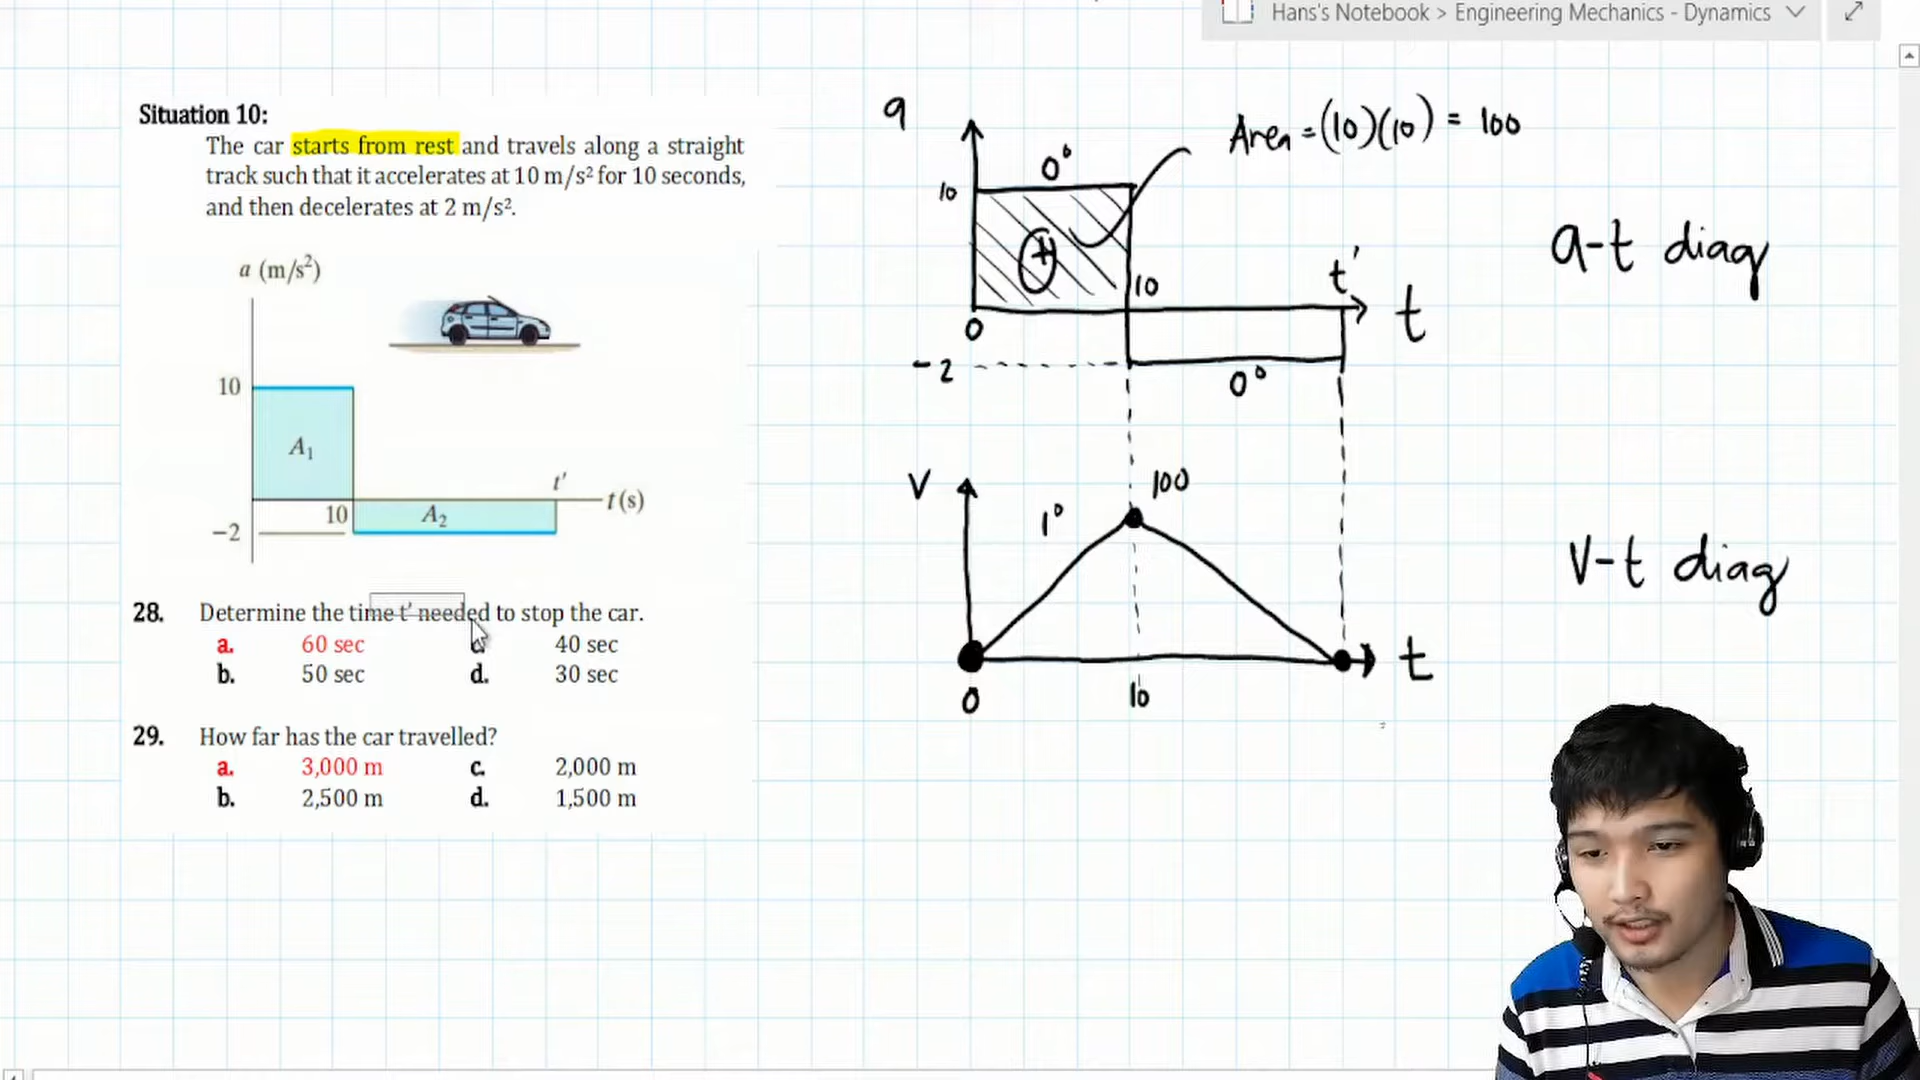 Hans's Notebook > Engineering Mechanics - Dynamics
Situation 10:
The car starts from rest and travels along a straight
track such that it accelerates at 10 m/s² for 10 seconds,
and then decelerates at 2 m/s².
a (m/s²)
10
A₁
t'
t (s)
10
A₂
−2
28. Determine the time t' needed to stop the car.
a. 60 sec 40 sec
b. 50 sec d. 30 sec
29. How far has the car travelled?
a. 3,000 m c. 2,000 m
b. 2,500 m d. 1,500 m
a
Area = (10)(10) = 100
0°
10
+
10
t'
t
0
-2
0°
a-t diag
v
100
1°
t
0
10
v-t diag